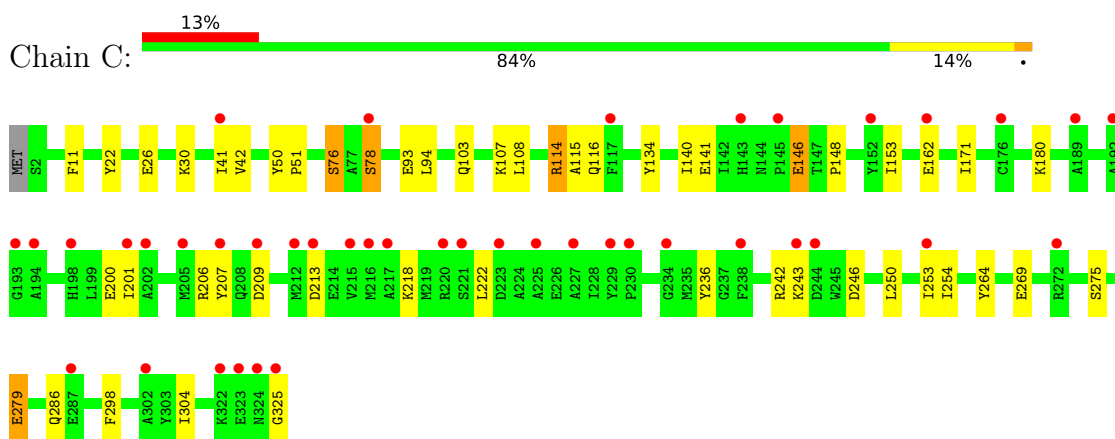 13%
Chain C:
84% 14% •
MET S2 F11 Y22 E26 K30 I41 V42 Y50 P51 S76 A77 S78 E93 L94 Q103 K107 L108 R114 A115 Q116 F117 Y134 I140 E141 I142 H143 N144 P145 E146 T147 P148 Y152 I153 E162 I171 C176 K180 A189 A192
G193 A194 H198 L199 E200 I201 A202 M205 R206 Y207 Q208 D209 M212 D213 E214 V215 M216 A217 K218 M219 R220 S221 L222 D223 A224 A225 E226 A227 I228 Y229 P230 G234 M235 Y236 G237 F238 R242 K243 D244 W245 D246 L250 I253 I254 Y264 E269 R272 S275
E279 Q286 E287 F298 A302 Y303 I304 K322 E323 N324 G325